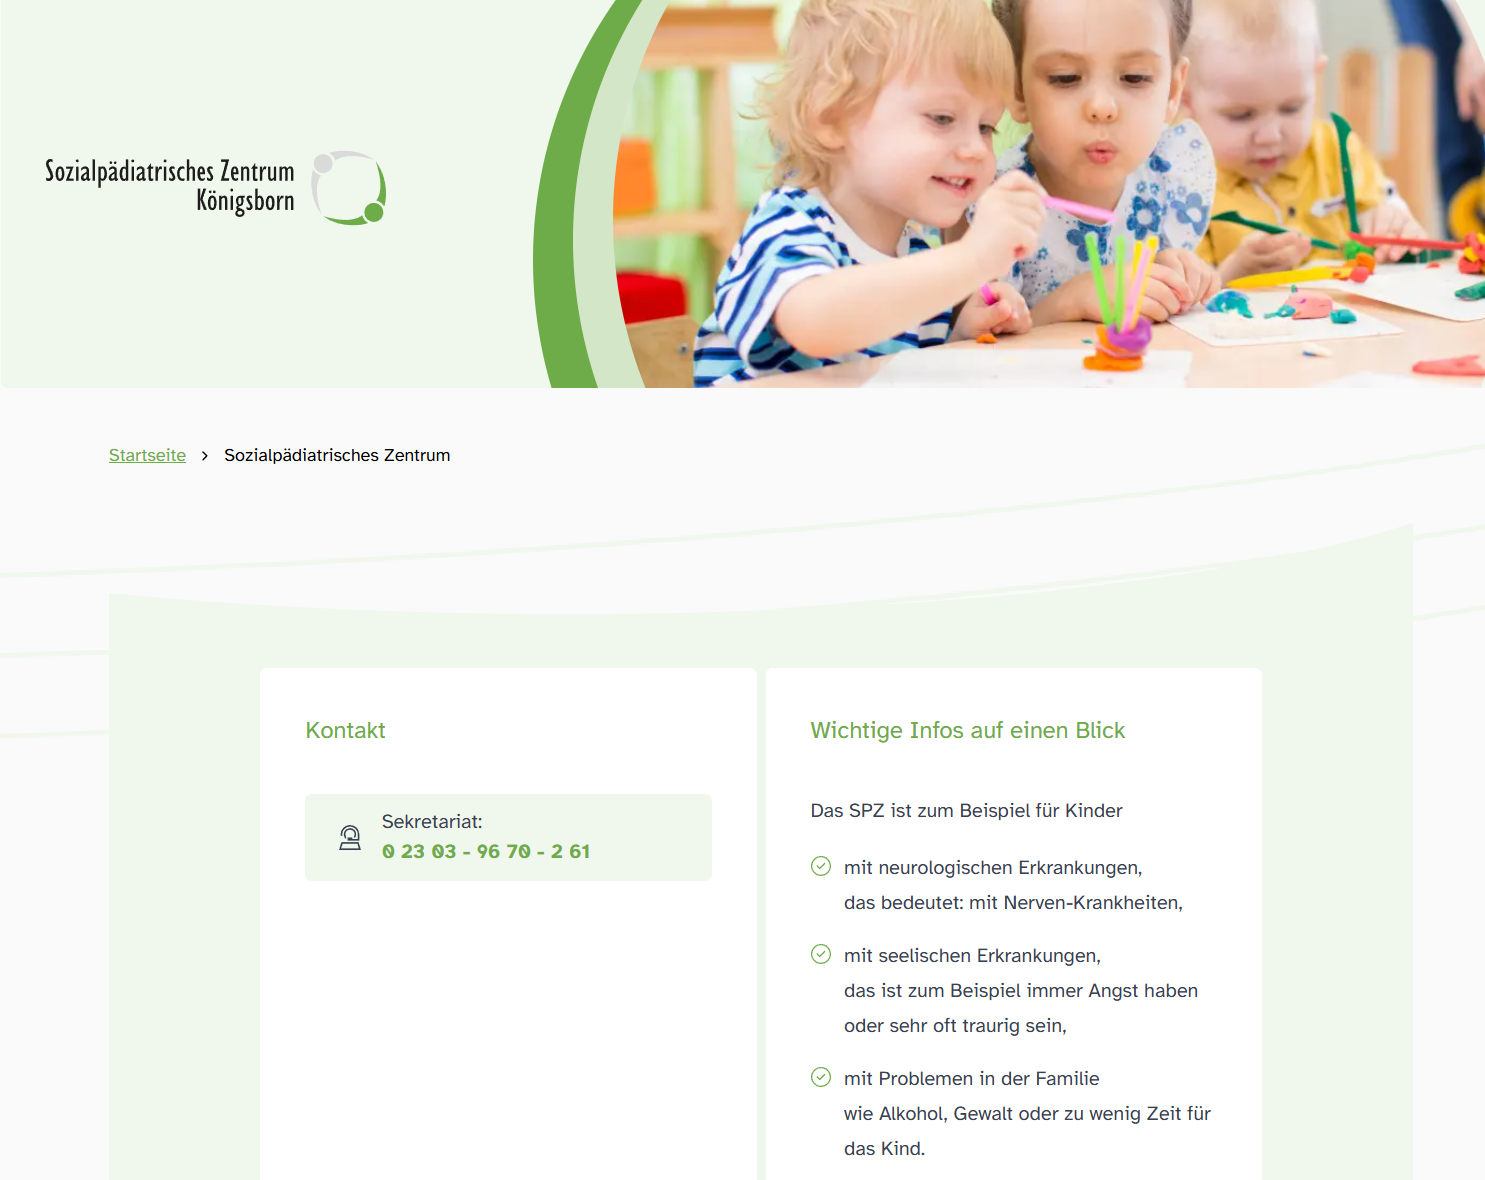 Sozialpädiatrisches Zentrum
Königsborn
Startseite > Sozialpädiatrisches Zentrum
Kontakt
Sekretariat:
0 23 03 - 96 70 - 2 61
Wichtige Infos auf einen Blick
Das SPZ ist zum Beispiel für Kinder
mit neurologischen Erkrankungen,
das bedeutet: mit Nerven-Krankheiten,
mit seelischen Erkrankungen,
das ist zum Beispiel immer Angst haben
oder sehr oft traurig sein,
mit Problemen in der Familie
wie Alkohol, Gewalt oder zu wenig Zeit für
das Kind.